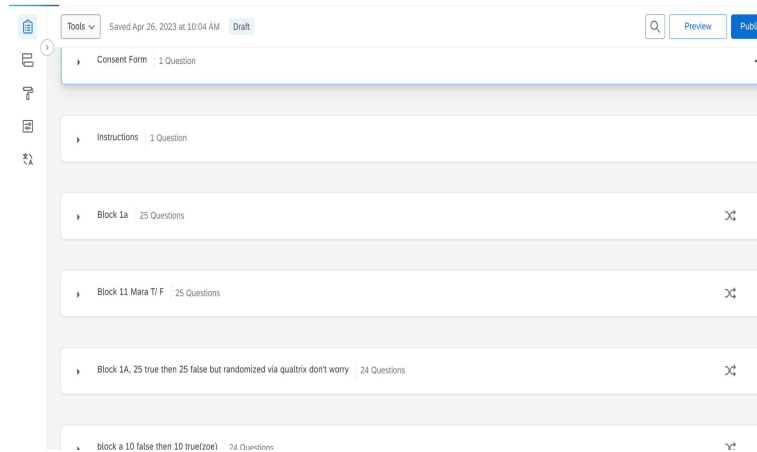 Tools Saved Apr 26, 2023 at 10:04 AM Draft Preview
Consent Form 1 Question
Instructions 1 Question
Block 1a 25 Questions
Block 11 Mara T/ F 25 Questions
Block 1A, 25 true then 25 false but randomized via qualtrix don't worry 24 Questions
block a 10 false then 10 true(zoe) 24 Questions